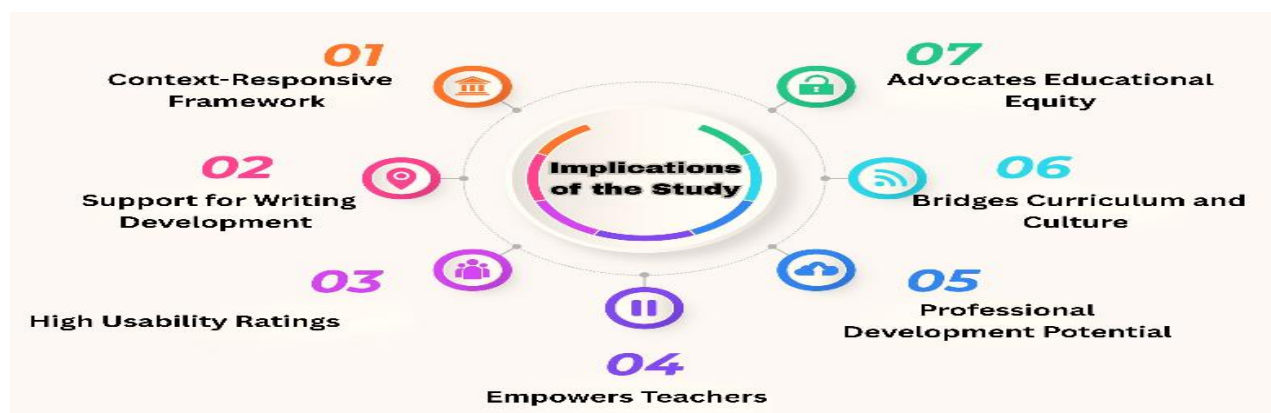 Implications
of the Study
01
Context-Responsive
Framework
02
Support for Writing
Development
03
High Usability Ratings
04
Empowers Teachers
05
Professional
Development Potential
06
Bridges Curriculum and
Culture
07
Advocates Educational
Equity